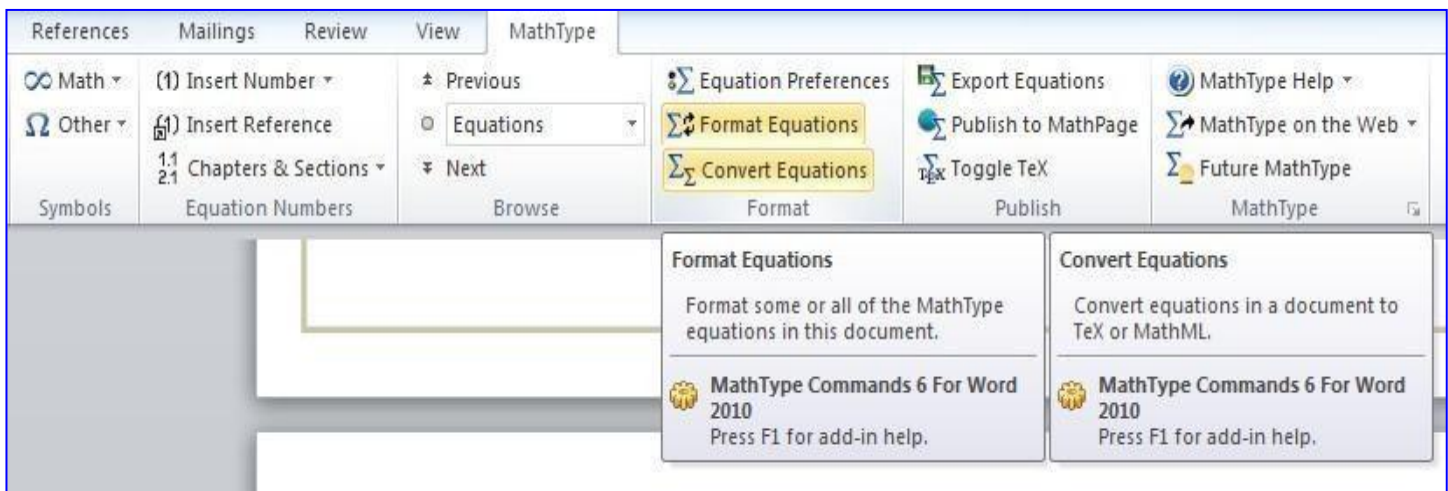 References Mailings Review View MathType
∞ Math (1) Insert Number Previous Equation Preferences Export Equations MathType Help
Ω Other (1) Insert Reference Equations Format Equations Publish to MathPage MathType on the Web
1.1 2.1 Chapters & Sections Next Convert Equations Toggle TeX Future MathType
Symbols Equation Numbers Browse Format Publish MathType
Format Equations
Format some or all of the MathType
equations in this document.
MathType Commands 6 For Word
2010
Press F1 for add-in help.
Convert Equations
Convert equations in a document to
TeX or MathML.
MathType Commands 6 For Word
2010
Press F1 for add-in help.